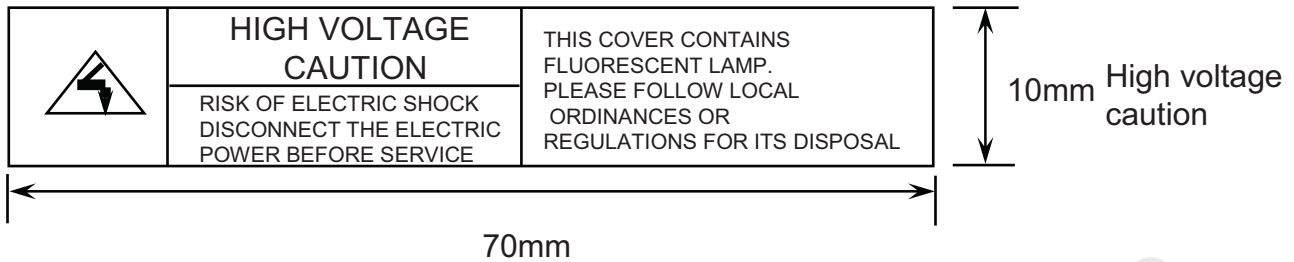 HIGH VOLTAGE
CAUTION
RISK OF ELECTRIC SHOCK
DISCONNECT THE ELECTRIC
POWER BEFORE SERVICE
THIS COVER CONTAINS
FLUORESCENT LAMP.
PLEASE FOLLOW LOCAL
ORDINANCES OR
REGULATIONS FOR ITS DISPOSAL
10mm
High voltage
caution
70mm